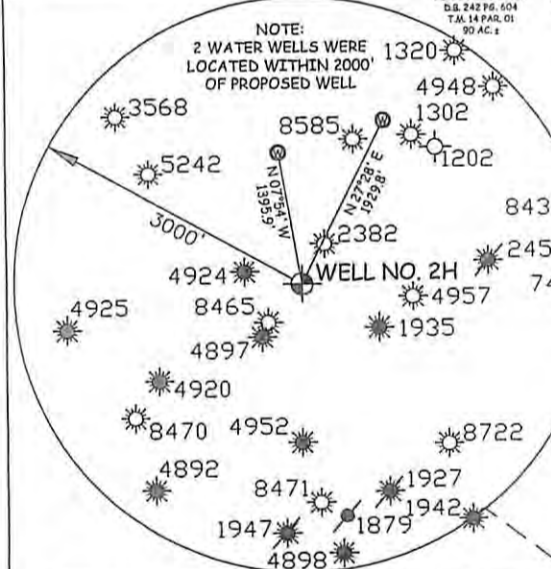 D.B. 242 PG. 604
T.M. 14 PAR. 01
90 AC. ±
NOTE:
2 WATER WELLS WERE
LOCATED WITHIN 2000'
OF PROPOSED WELL
1320
4948
3568
8585
1302
1202
5242
W
W
N 07°54' W
1395.9'
N 27°28' E
1929.8'
3000'
2382
843
245
74
4924
WELL NO. 2H
4957
4925
8465
1935
4897
4920
8470
4952
8722
4892
8471
1927
1942
1947
1879
4898